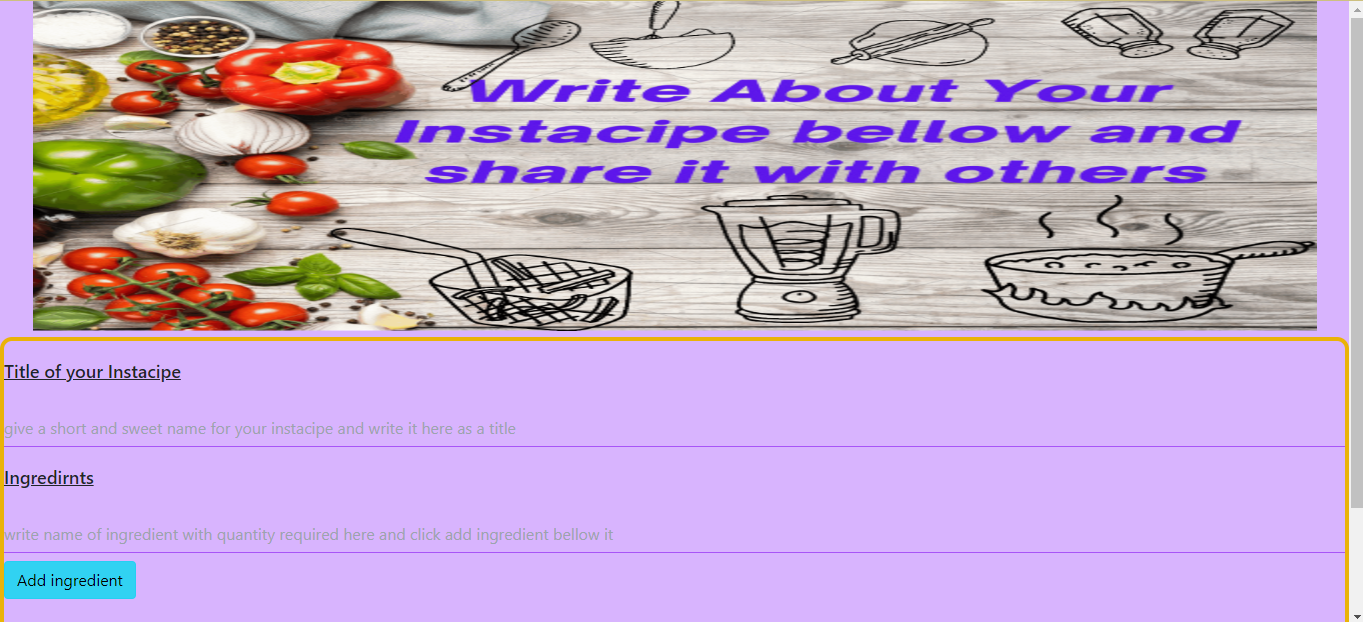 Write About Your
Instacipe bellow and
share it with others
Title of your Instacipe
give a short and sweet name for your instacipe and write it here as a title
Ingredirnts
write name of ingredient with quantity required here and click add ingredient bellow it
Add ingredient